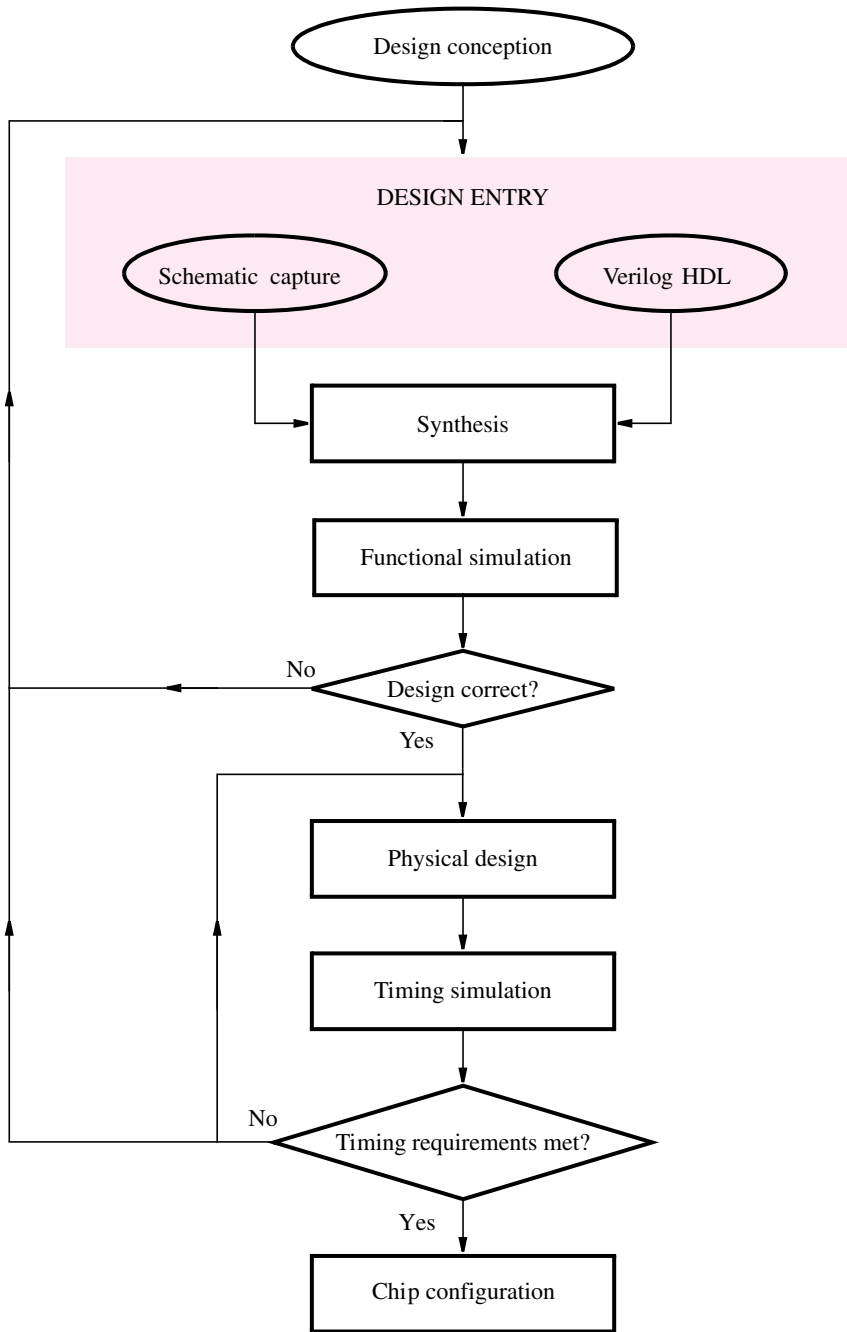 Design conception
DESIGN ENTRY
Schematic capture
Verilog HDL
Synthesis
Functional simulation
No
Design correct?
Yes
Physical design
Timing simulation
No
Timing requirements met?
Yes
Chip configuration